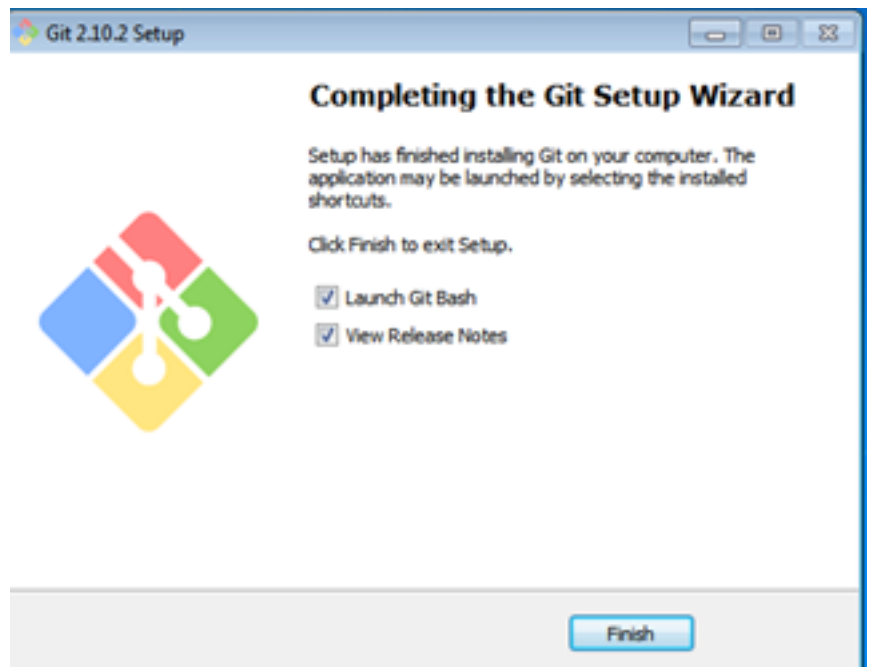 Git 2.10.2 Setup
Completing the Git Setup Wizard
Setup has finished installing Git on your computer. The
application may be launched by selecting the installed
shortcuts.
Click Finish to exit Setup.
Launch Git Bash
View Release Notes
Finish